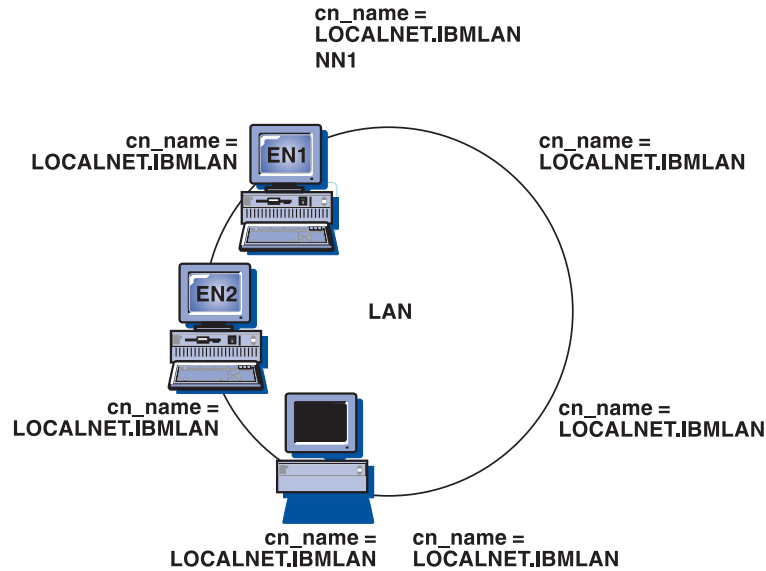 cn_name =
LOCALNET.IBMLAN
NN1
cn_name =
LOCALNET.IBMLAN
EN1
cn_name =
LOCALNET.IBMLAN
EN2
LAN
cn_name =
LOCALNET.IBMLAN
cn_name =
LOCALNET.IBMLAN
cn_name =
LOCALNET.IBMLAN
cn_name =
LOCALNET.IBMLAN